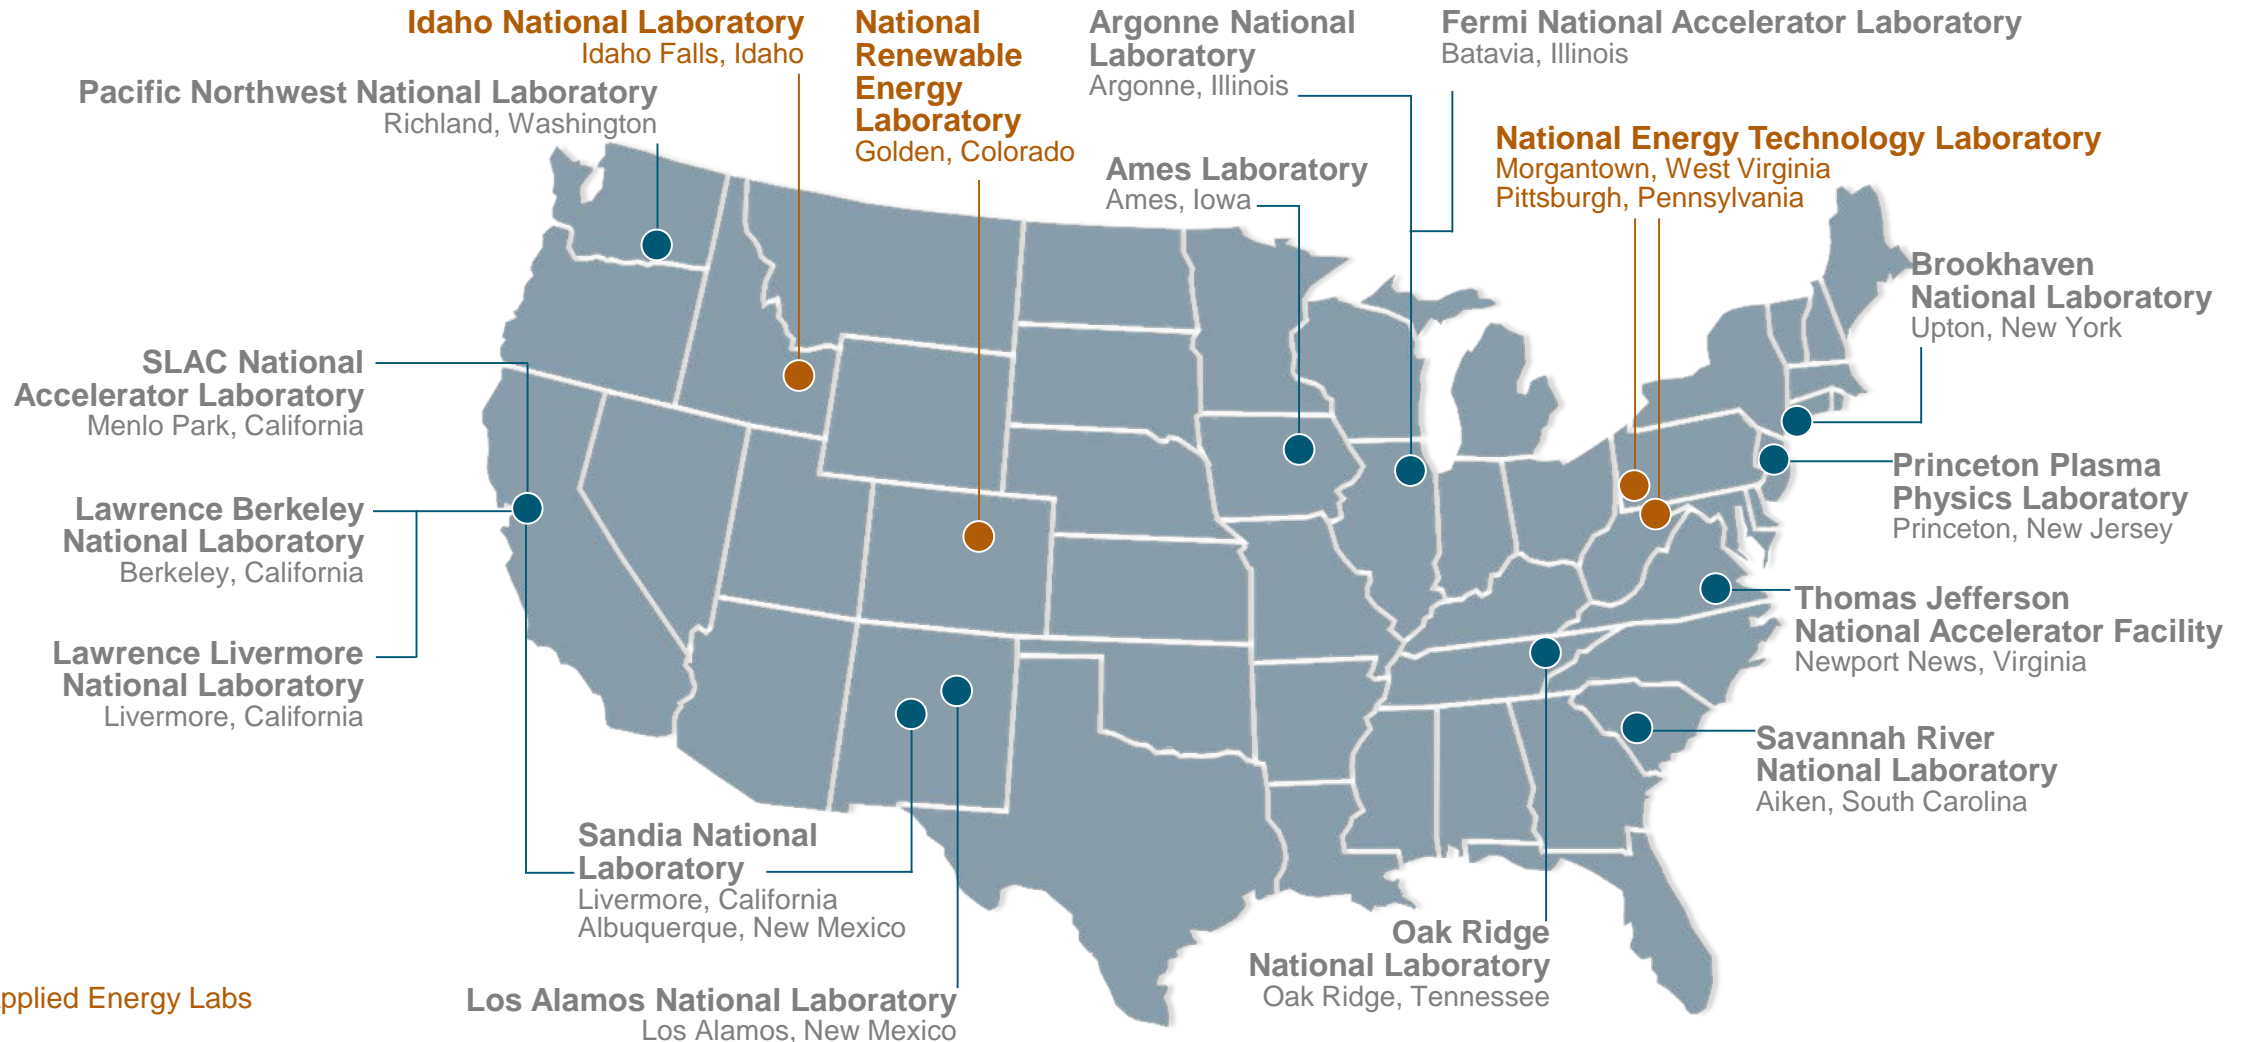 Idaho National Laboratory
Idaho Falls, Idaho
National
Renewable
Energy
Laboratory
Golden, Colorado
Argonne National
Laboratory
Argonne, Illinois
Fermi National Accelerator Laboratory
Batavia, Illinois
Pacific Northwest National Laboratory
Richland, Washington
Ames Laboratory
Ames, Iowa
National Energy Technology Laboratory
Morgantown, West Virginia
Pittsburgh, Pennsylvania
Brookhaven
National Laboratory
Upton, New York
SLAC National
Accelerator Laboratory
Menlo Park, California
Lawrence Berkeley
National Laboratory
Berkeley, California
Princeton Plasma
Physics Laboratory
Princeton, New Jersey
Lawrence Livermore
National Laboratory
Livermore, California
Thomas Jefferson
National Accelerator Facility
Newport News, Virginia
Savannah River
National Laboratory
Aiken, South Carolina
Sandia National
Laboratory
Livermore, California
Albuquerque, New Mexico
Oak Ridge
National Laboratory
Oak Ridge, Tennessee
Los Alamos National Laboratory
Los Alamos, New Mexico
pplied Energy Labs